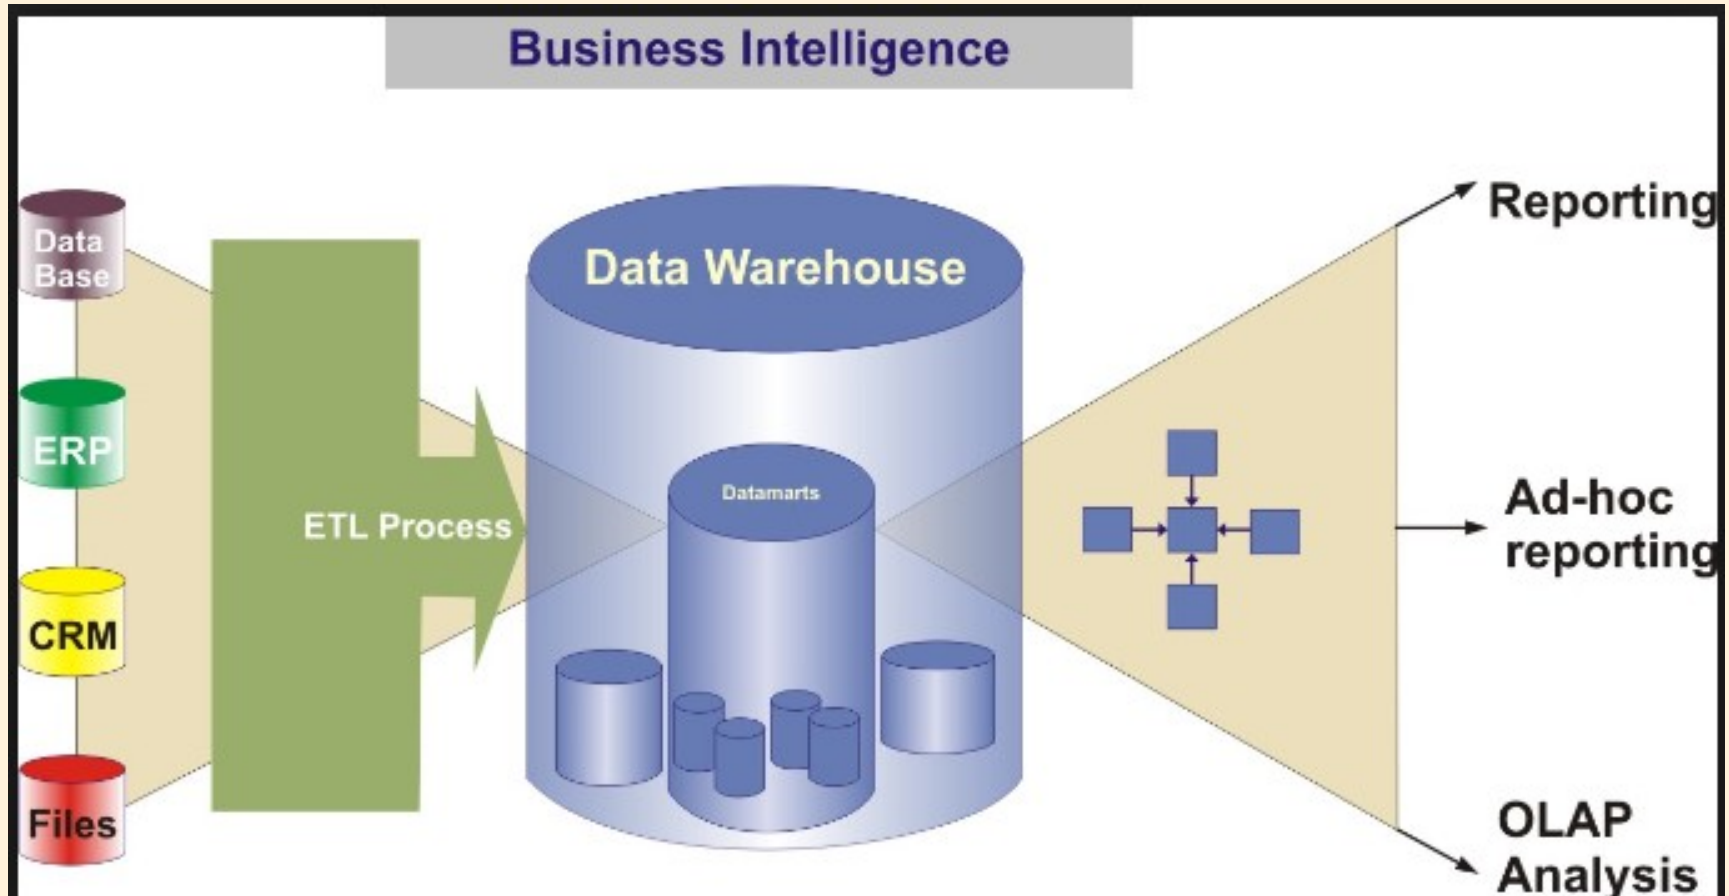 Business Intelligence
Data
Base
ERP
CRM
Files
ETL Process
Data Warehouse
Datamarts
Reporting
Ad-hoc
reporting
OLAP
Analysis